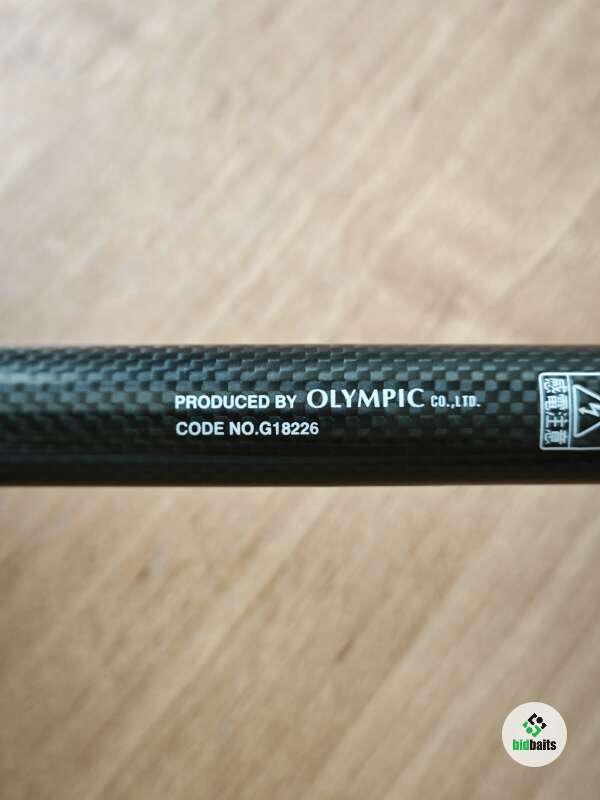 PRODUCED BY OLYMPIC CO.,LTD.
CODE NO.G18226
感電注意
bidbaits